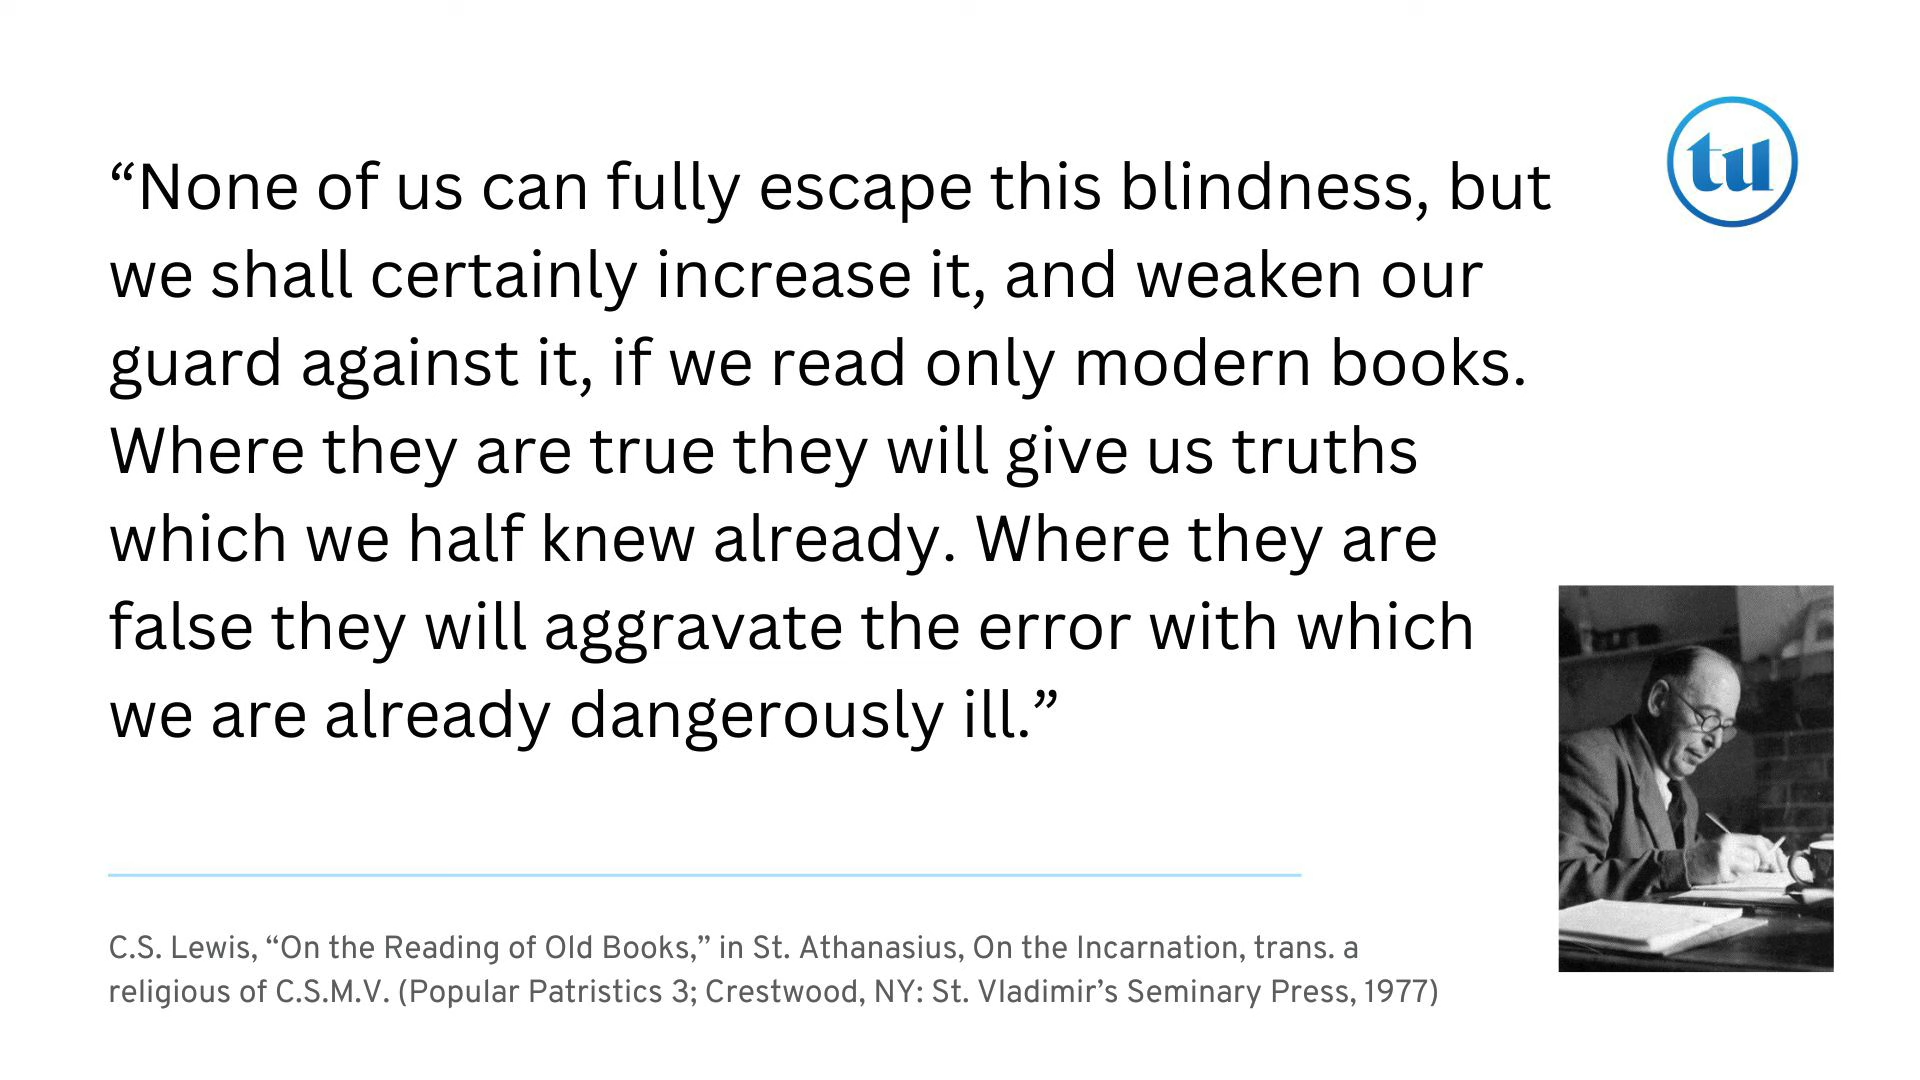 “None of us can fully escape this blindness, but
we shall certainly increase it, and weaken our
guard against it, if we read only modern books.
Where they are true they will give us truths
which we half knew already. Where they are
false they will aggravate the error with which
we are already dangerously ill.”
tu
C.S. Lewis, “On the Reading of Old Books,” in St. Athanasius, On the Incarnation, trans. a
religious of C.S.M.V. (Popular Patristics 3; Crestwood, NY: St. Vladimir’s Seminary Press, 1977)